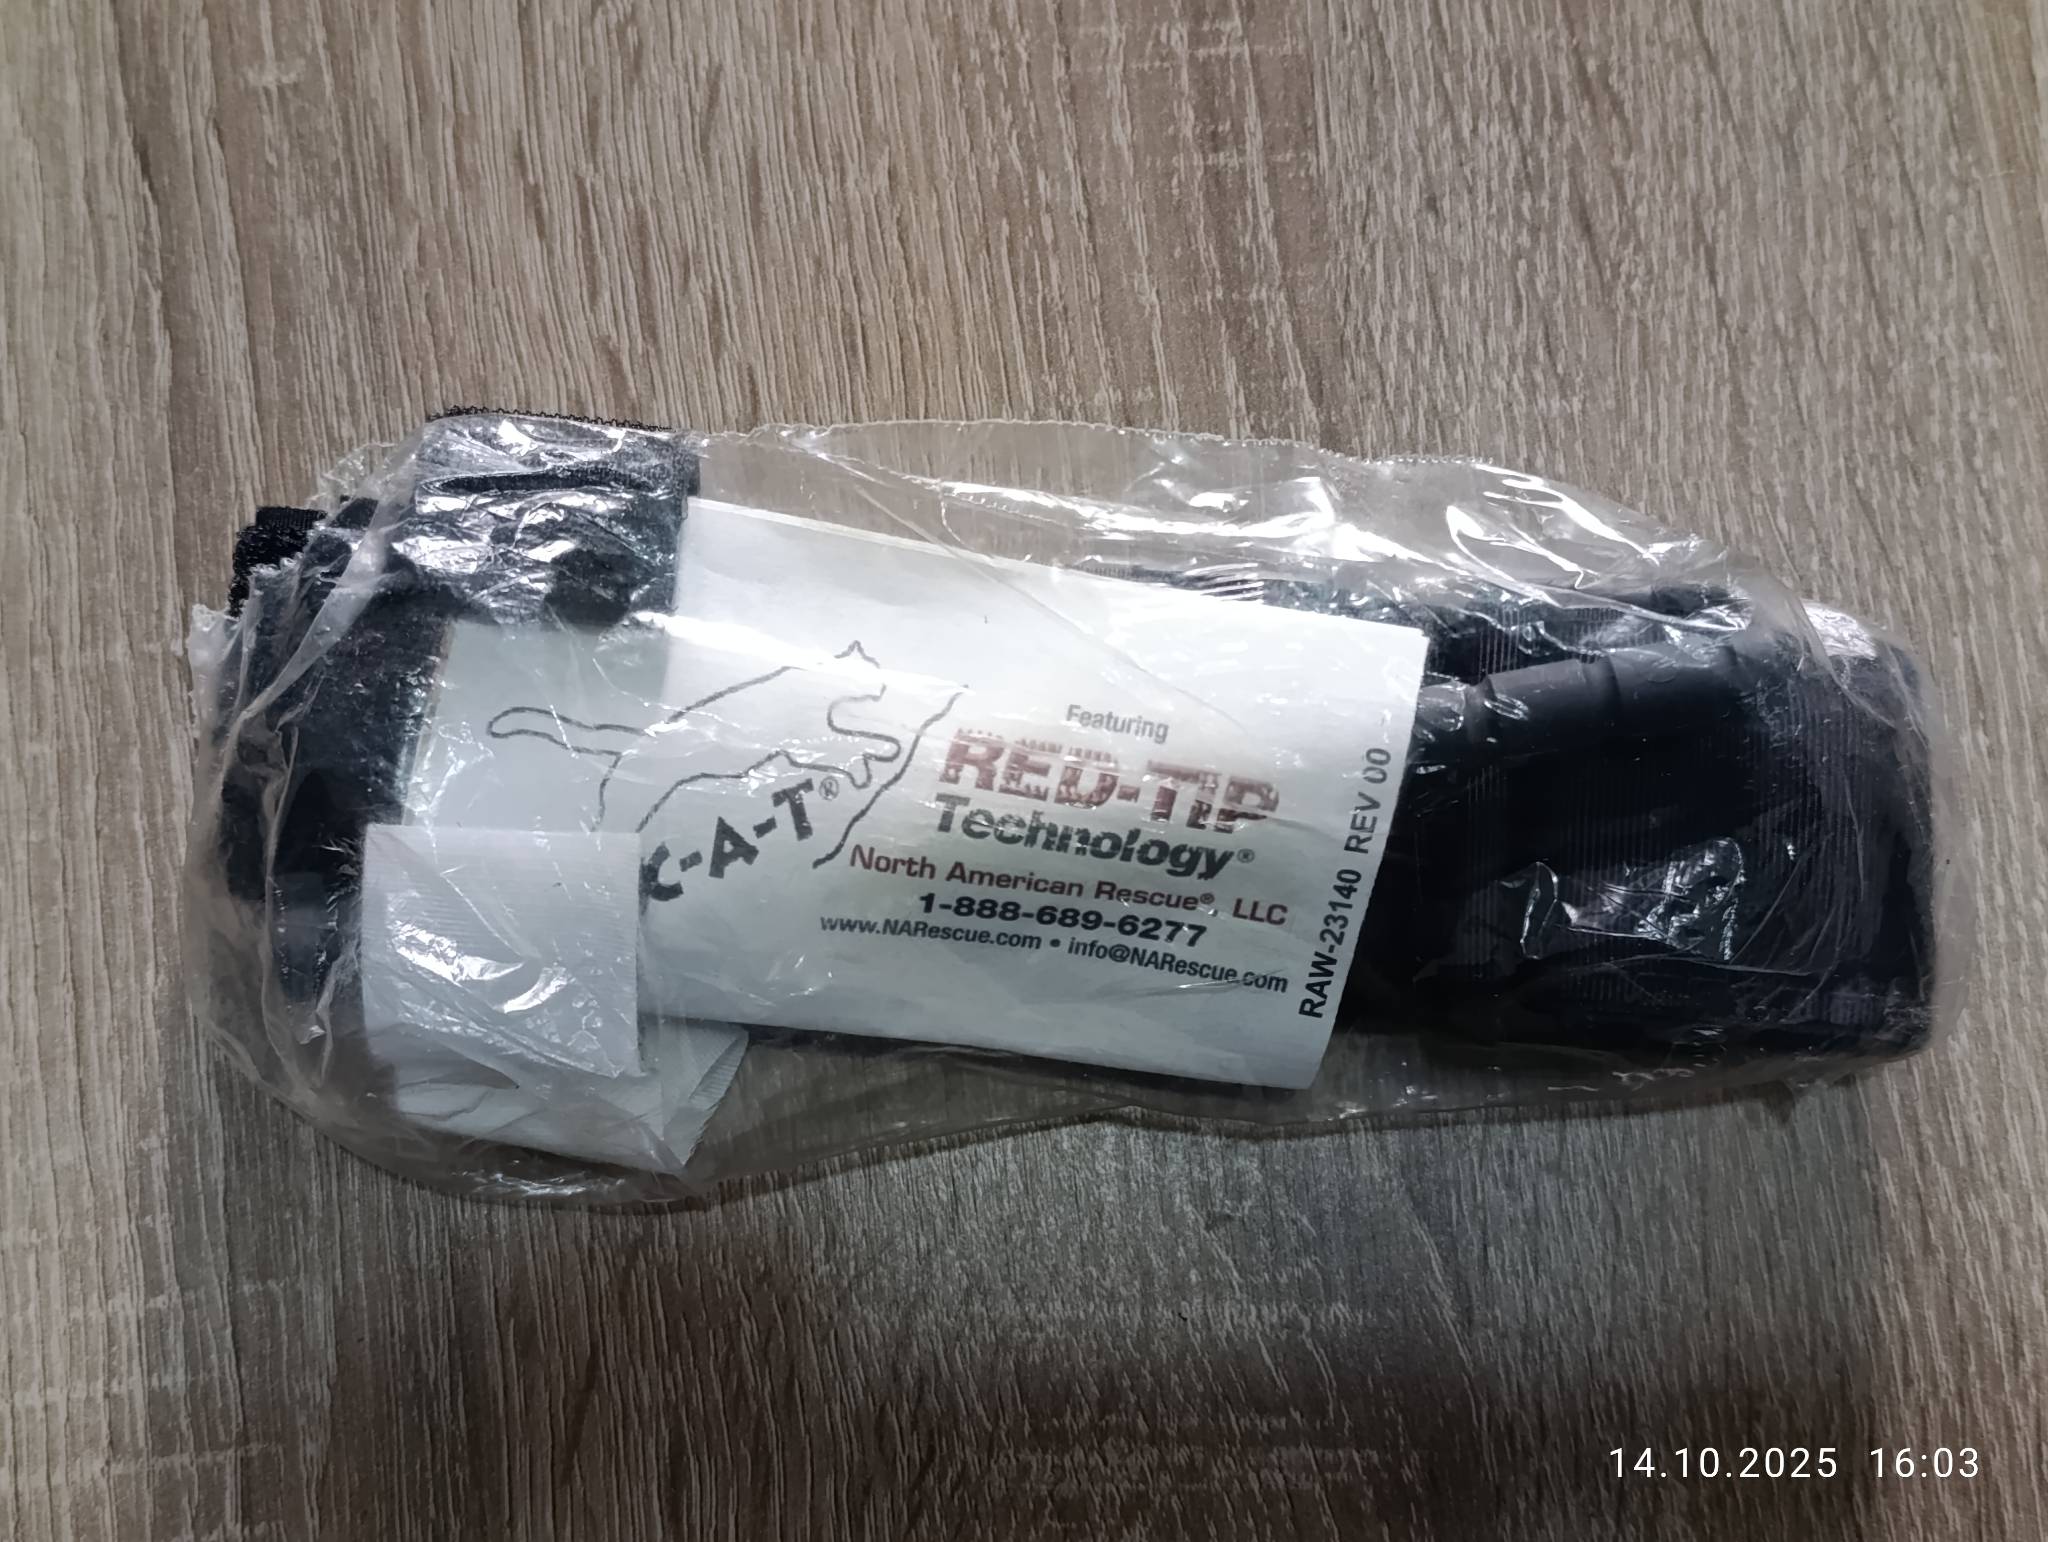 C-A-T®
Featuring
RED-TIP
Technology®
North American Rescue®, LLC
1-888-689-6277
www.NARescue.com • info@NARescue.com
RAW-23140 REV 00
14.10.2025 16:03